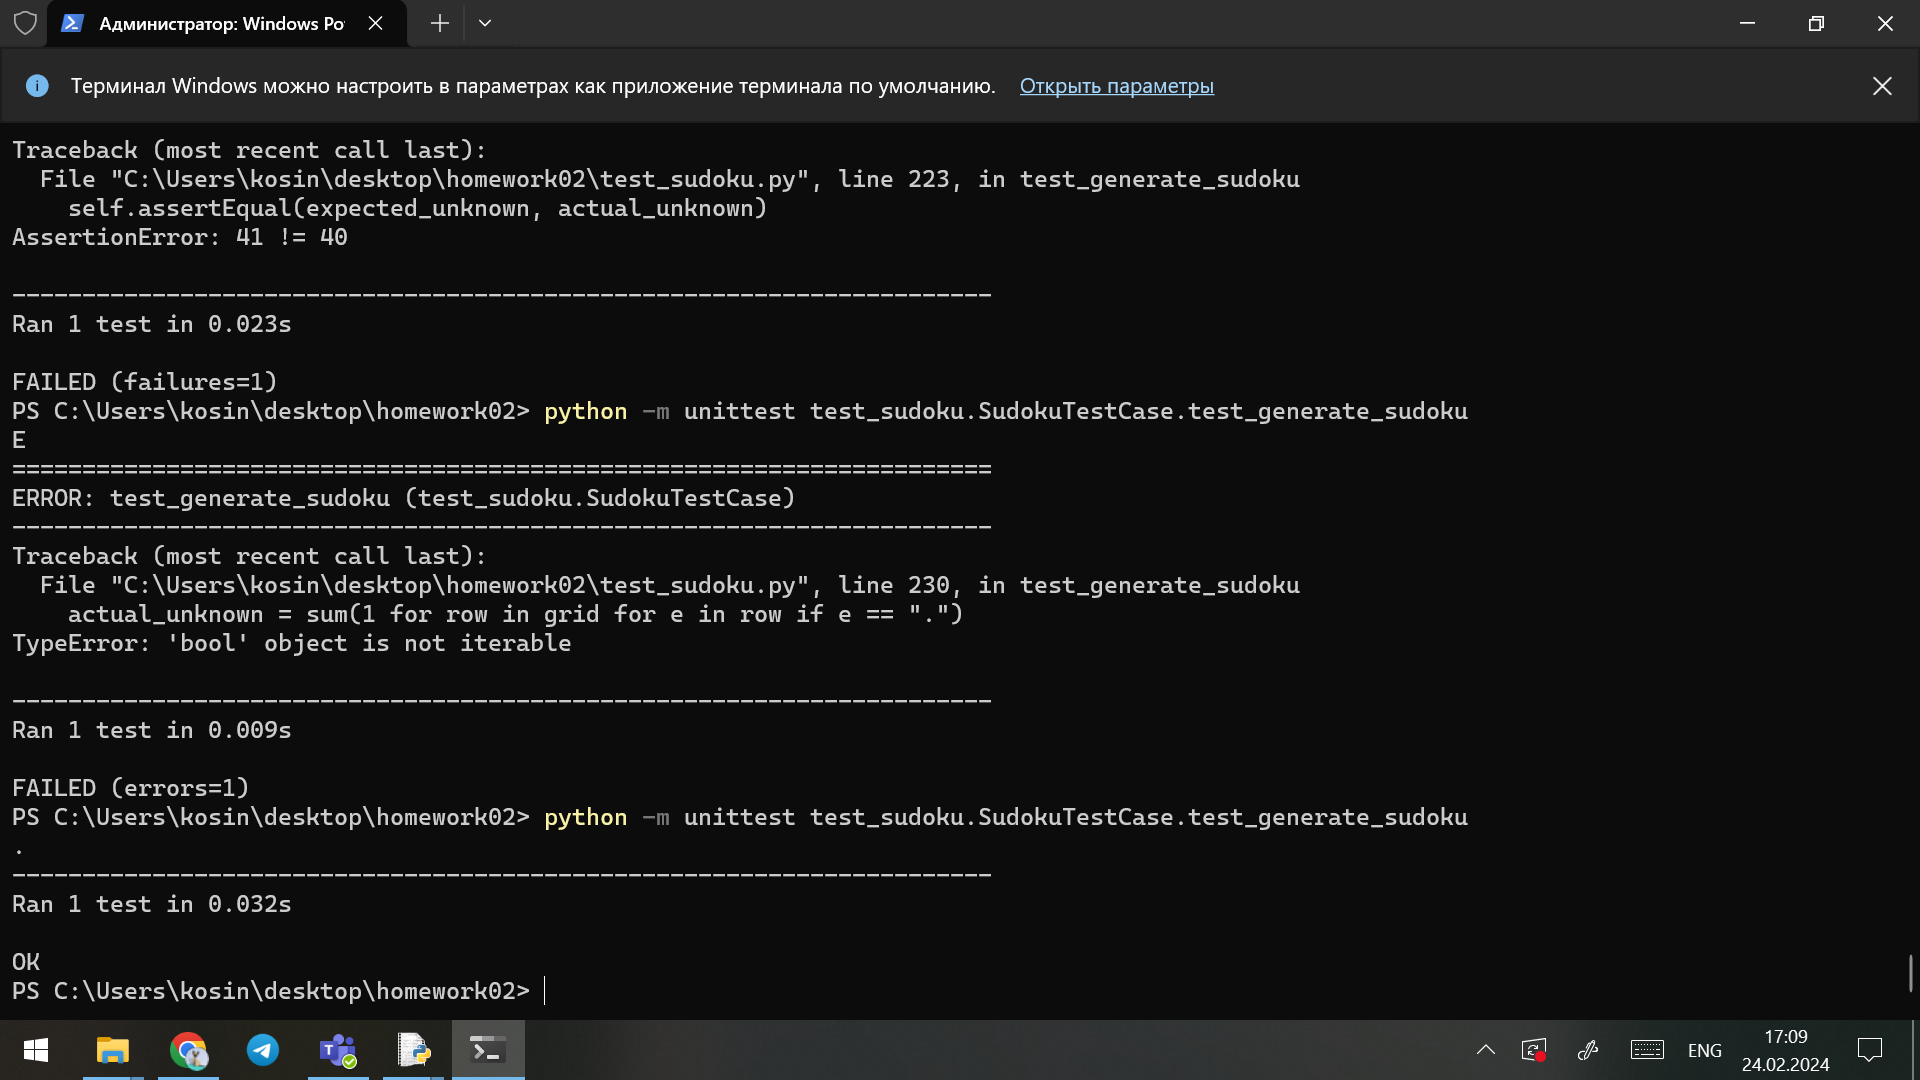 Администратор: Windows Po
Терминал Windows можно настроить в параметрах как приложение терминала по умолчанию. Открыть параметры
Traceback (most recent call last):
  File "C:\Users\kosin\desktop\homework02\test_sudoku.py", line 223, in test_generate_sudoku
    self.assertEqual(expected_unknown, actual_unknown)
AssertionError: 41 != 40
----------------------------------------------------------------------
Ran 1 test in 0.023s
FAILED (failures=1)
PS C:\Users\kosin\desktop\homework02> python -m unittest test_sudoku.SudokuTestCase.test_generate_sudoku
E
======================================================================
ERROR: test_generate_sudoku (test_sudoku.SudokuTestCase)
----------------------------------------------------------------------
Traceback (most recent call last):
  File "C:\Users\kosin\desktop\homework02\test_sudoku.py", line 230, in test_generate_sudoku
    actual_unknown = sum(1 for row in grid for e in row if e == ".")
TypeError: 'bool' object is not iterable
----------------------------------------------------------------------
Ran 1 test in 0.009s
FAILED (errors=1)
PS C:\Users\kosin\desktop\homework02> python -m unittest test_sudoku.SudokuTestCase.test_generate_sudoku
.
----------------------------------------------------------------------
Ran 1 test in 0.032s
OK
PS C:\Users\kosin\desktop\homework02>
ENG
17:09
24.02.2024